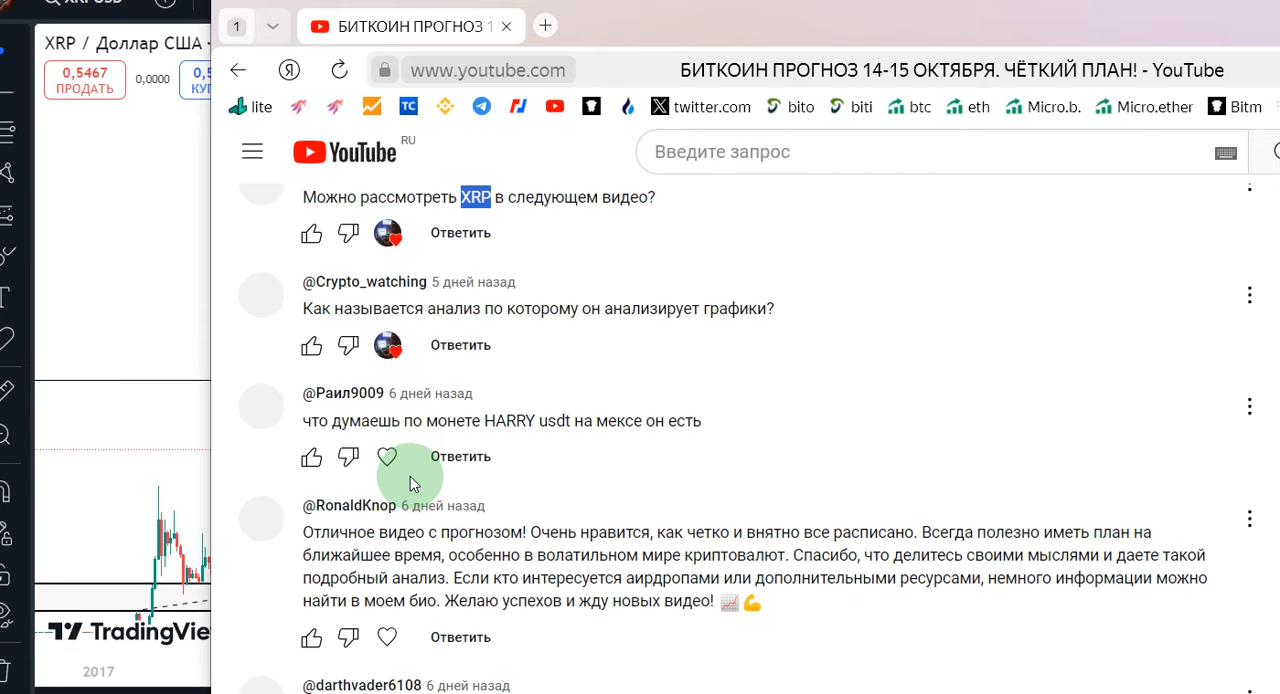 XRPUSD
1
БИТКОИН ПРОГНОЗ 1
XRP / Доллар США
0,5467
ПРОДАТЬ
0,0000
www.youtube.com
БИТКОИН ПРОГНОЗ 14-15 ОКТЯБРЯ. ЧЁТКИЙ ПЛАН! - YouTube
lite
TC
twitter.com
bito
biti
btc
eth
Micro.b.
Micro.ether
Bitm
YouTube RU
Введите запрос
Можно рассмотреть XRP в следующем видео?
Ответить
@Crypto_watching 5 дней назад
Как называется анализ по которому он анализирует графики?
Ответить
@Раил9009 6 дней назад
что думаешь по монете HARRY usdt на мексе он есть
Ответить
@RonaldKnop 6 дней назад
Отличное видео с прогнозом! Очень нравится, как четко и внятно все расписано. Всегда полезно иметь план на
ближайшее время, особенно в волатильном мире криптовалют. Спасибо, что делитесь своими мыслями и даете такой
подробный анализ. Если кто интересуется аирдропами или дополнительными ресурсами, немного информации можно
найти в моем био. Желаю успехов и жду новых видео! 📈💪
Ответить
@darthvader6108 6 дней назад
TradingVie
2017